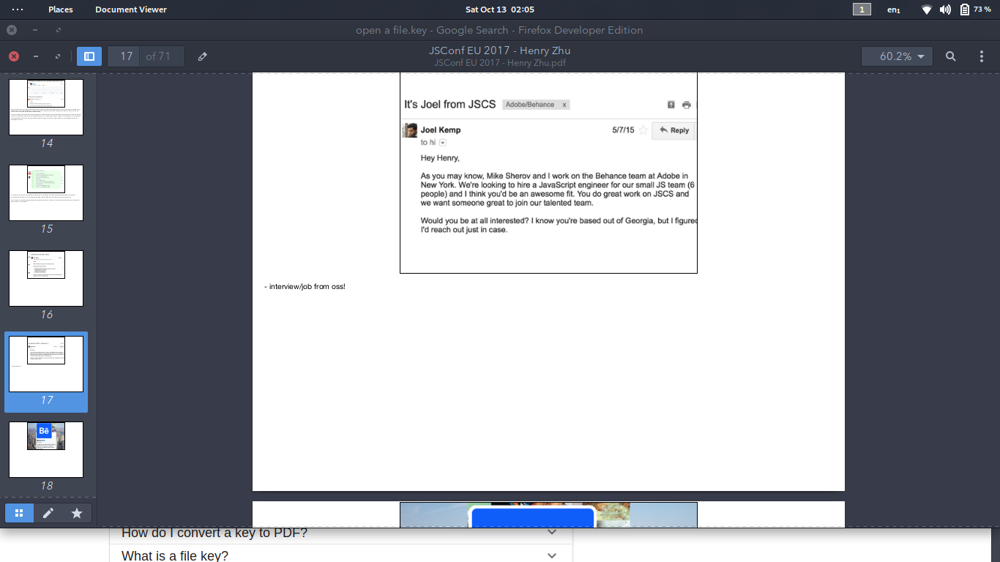 Places Document Viewer Sat Oct 13 02:05 1 en₁ 73 %
open a file.key - Google Search - Firefox Developer Edition
17 of 71 JSConf EU 2017 - Henry Zhu 60.2%
JSConf EU 2017 - Henry Zhu.pdf
14
15
16
17
Bē
18
It's Joel from JSCS Adobe/Behance x
Joel Kemp 5/7/15 Reply
to hi
Hey Henry,
As you may know, Mike Sherov and I work on the Behance team at Adobe in
New York. We're looking to hire a JavaScript engineer for our small JS team (6
people) and I think you'd be an awesome fit. You do great work on JSCS and
we want someone great to join our talented team.
Would you be at all interested? I know you're based out of Georgia, but I figured
I'd reach out just in case.
- interview/job from oss!
How do I convert a key to PDF?
What is a file key?